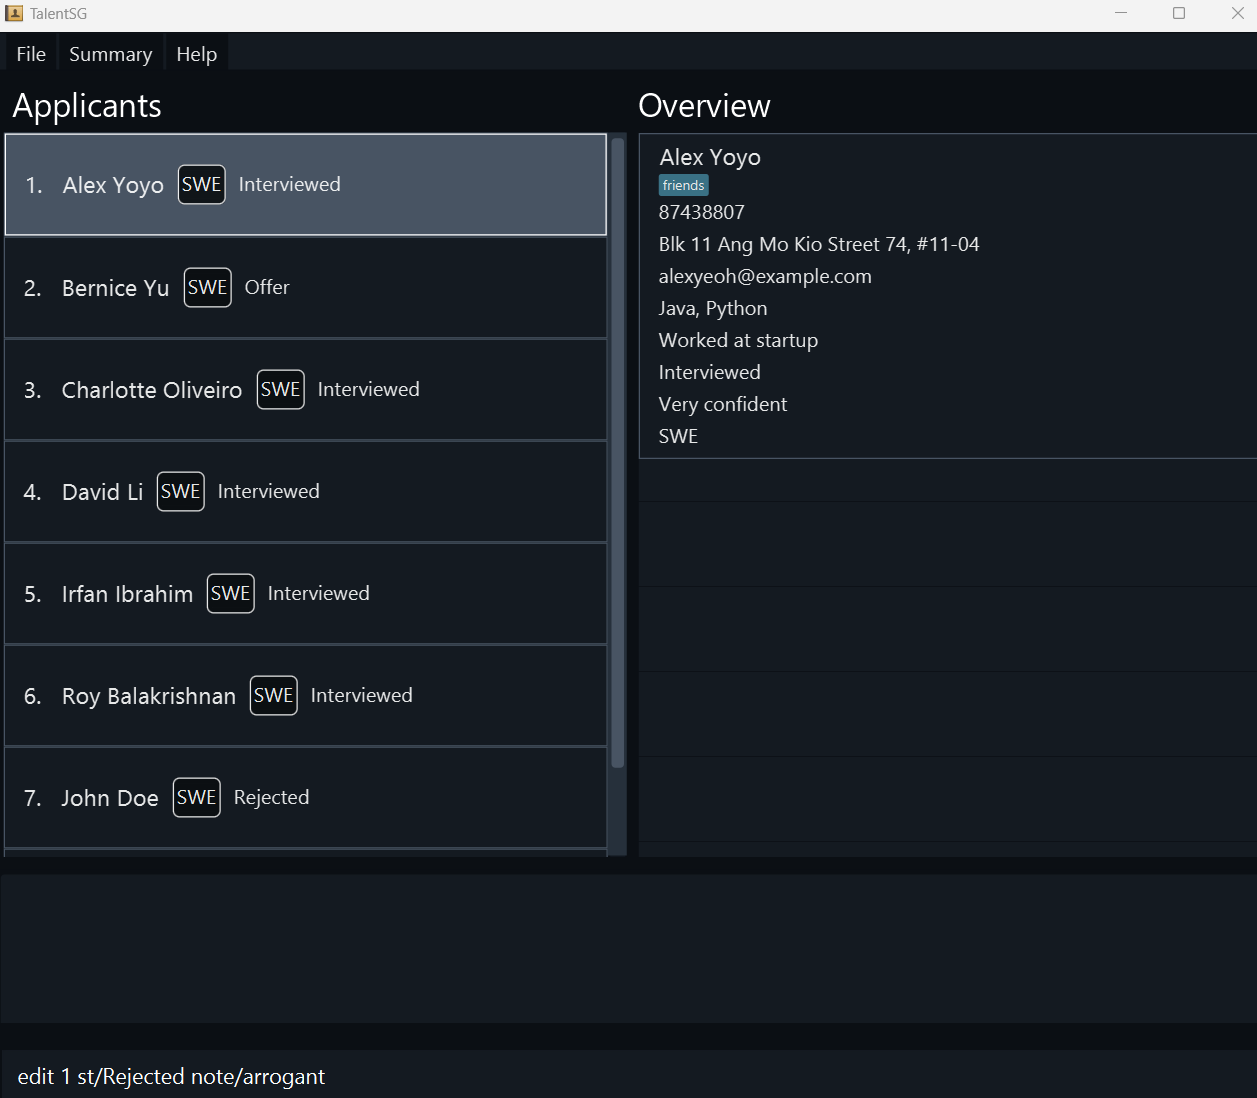 TalentSG
File Summary Help
Applicants
1. Alex Yoyo SWE Interviewed
2. Bernice Yu SWE Offer
3. Charlotte Oliveiro SWE Interviewed
4. David Li SWE Interviewed
5. Irfan Ibrahim SWE Interviewed
6. Roy Balakrishnan SWE Interviewed
7. John Doe SWE Rejected
Overview
Alex Yoyo
friends
87438807
Blk 11 Ang Mo Kio Street 74, #11-04
alexyeoh@example.com
Java, Python
Worked at startup
Interviewed
Very confident
SWE
edit 1 st/Rejected note/arrogant